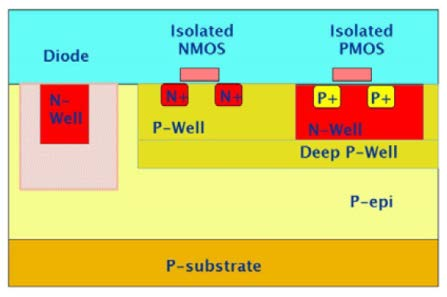 Isolated
NMOS
Isolated
PMOS
Diode
N-
Well
N+
N+
P+
P+
P-Well
N-Well
Deep P-Well
P-epi
P-substrate